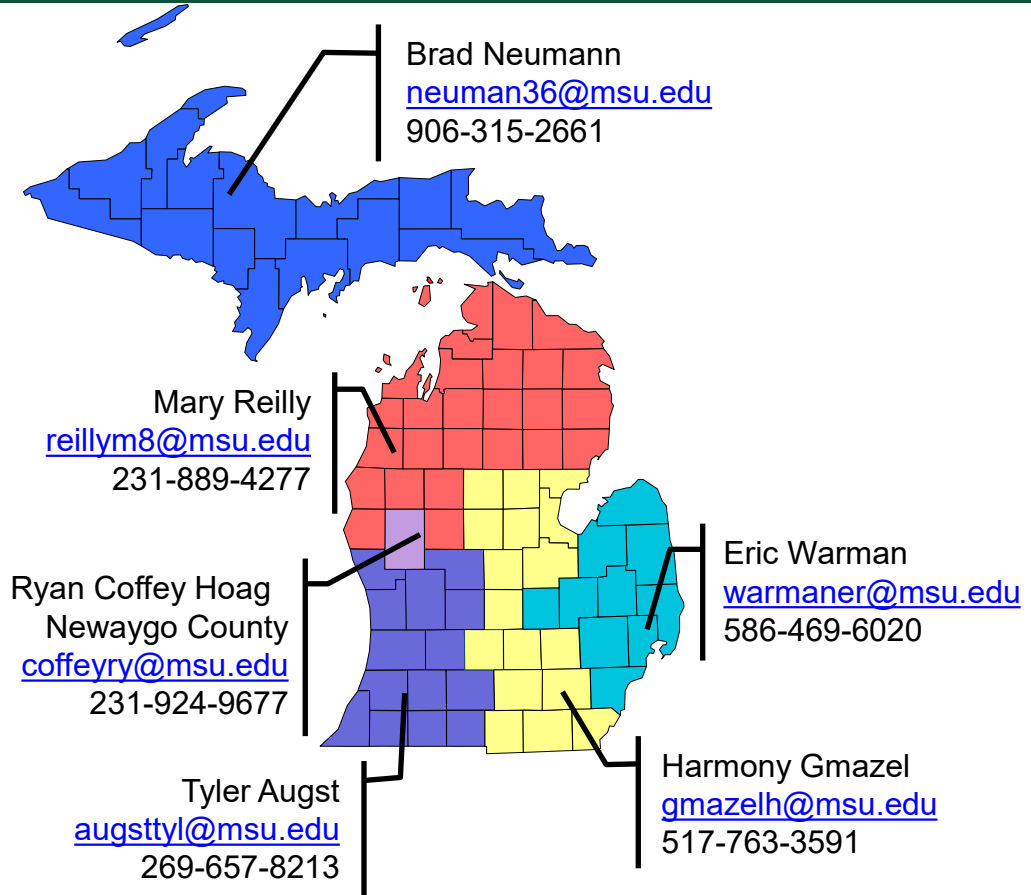 Brad Neumann
neuman36@msu.edu
906-315-2661
Mary Reilly
reillym8@msu.edu
231-889-4277
Eric Warman
warmaner@msu.edu
586-469-6020
Ryan Coffey Hoag
Newaygo County
coffeyry@msu.edu
231-924-9677
Tyler Augst
augsttyl@msu.edu
269-657-8213
Harmony Gmazel
gmazelh@msu.edu
517-763-3591